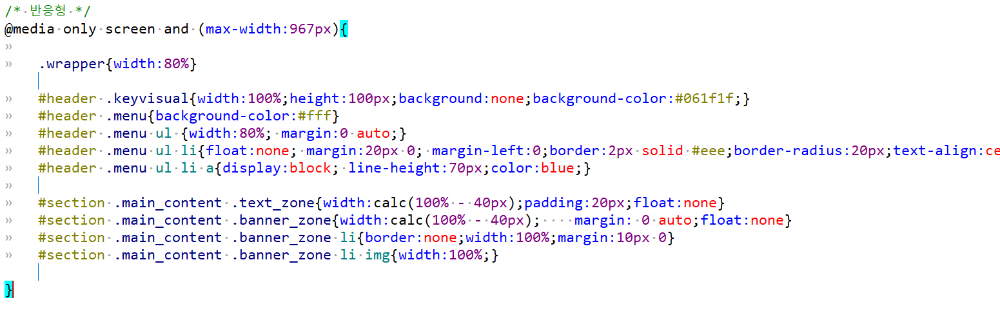 /* 반응형 */
@media only screen and (max-width:967px){
.wrapper{width:80%}
#header .keyvisual{width:100%;height:100px;background:none;background-color:#061f1f;}
#header .menu{background-color:#fff}
#header .menu ul {width:80%; margin:0 auto;}
#header .menu ul li{float:none; margin:20px 0; margin-left:0;border:2px solid #eee;border-radius:20px;text-align:ce
#header .menu ul li a{display:block; line-height:70px;color:blue;}
#section .main_content .text_zone{width:calc(100% - 40px);padding:20px;float:none}
#section .main_content .banner_zone{width:calc(100% - 40px);    margin: 0 auto;float:none}
#section .main_content .banner_zone li{border:none;width:100%;margin:10px 0}
#section .main_content .banner_zone li img{width:100%;}
}